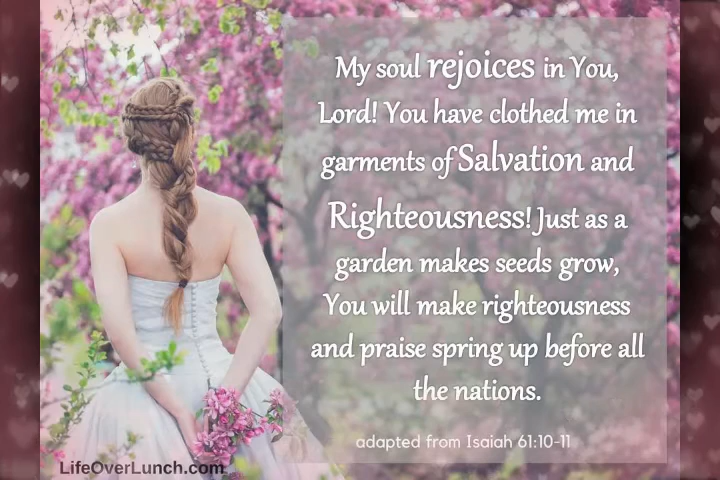 My soul rejoices in You,
Lord! You have clothed me in
garments of Salvation and
Righteousness! Just as a
garden makes seeds grow,
You will make righteousness
and praise spring up before all
the nations.
adapted from Isaiah 61:10-11
LifeOverLunch.com